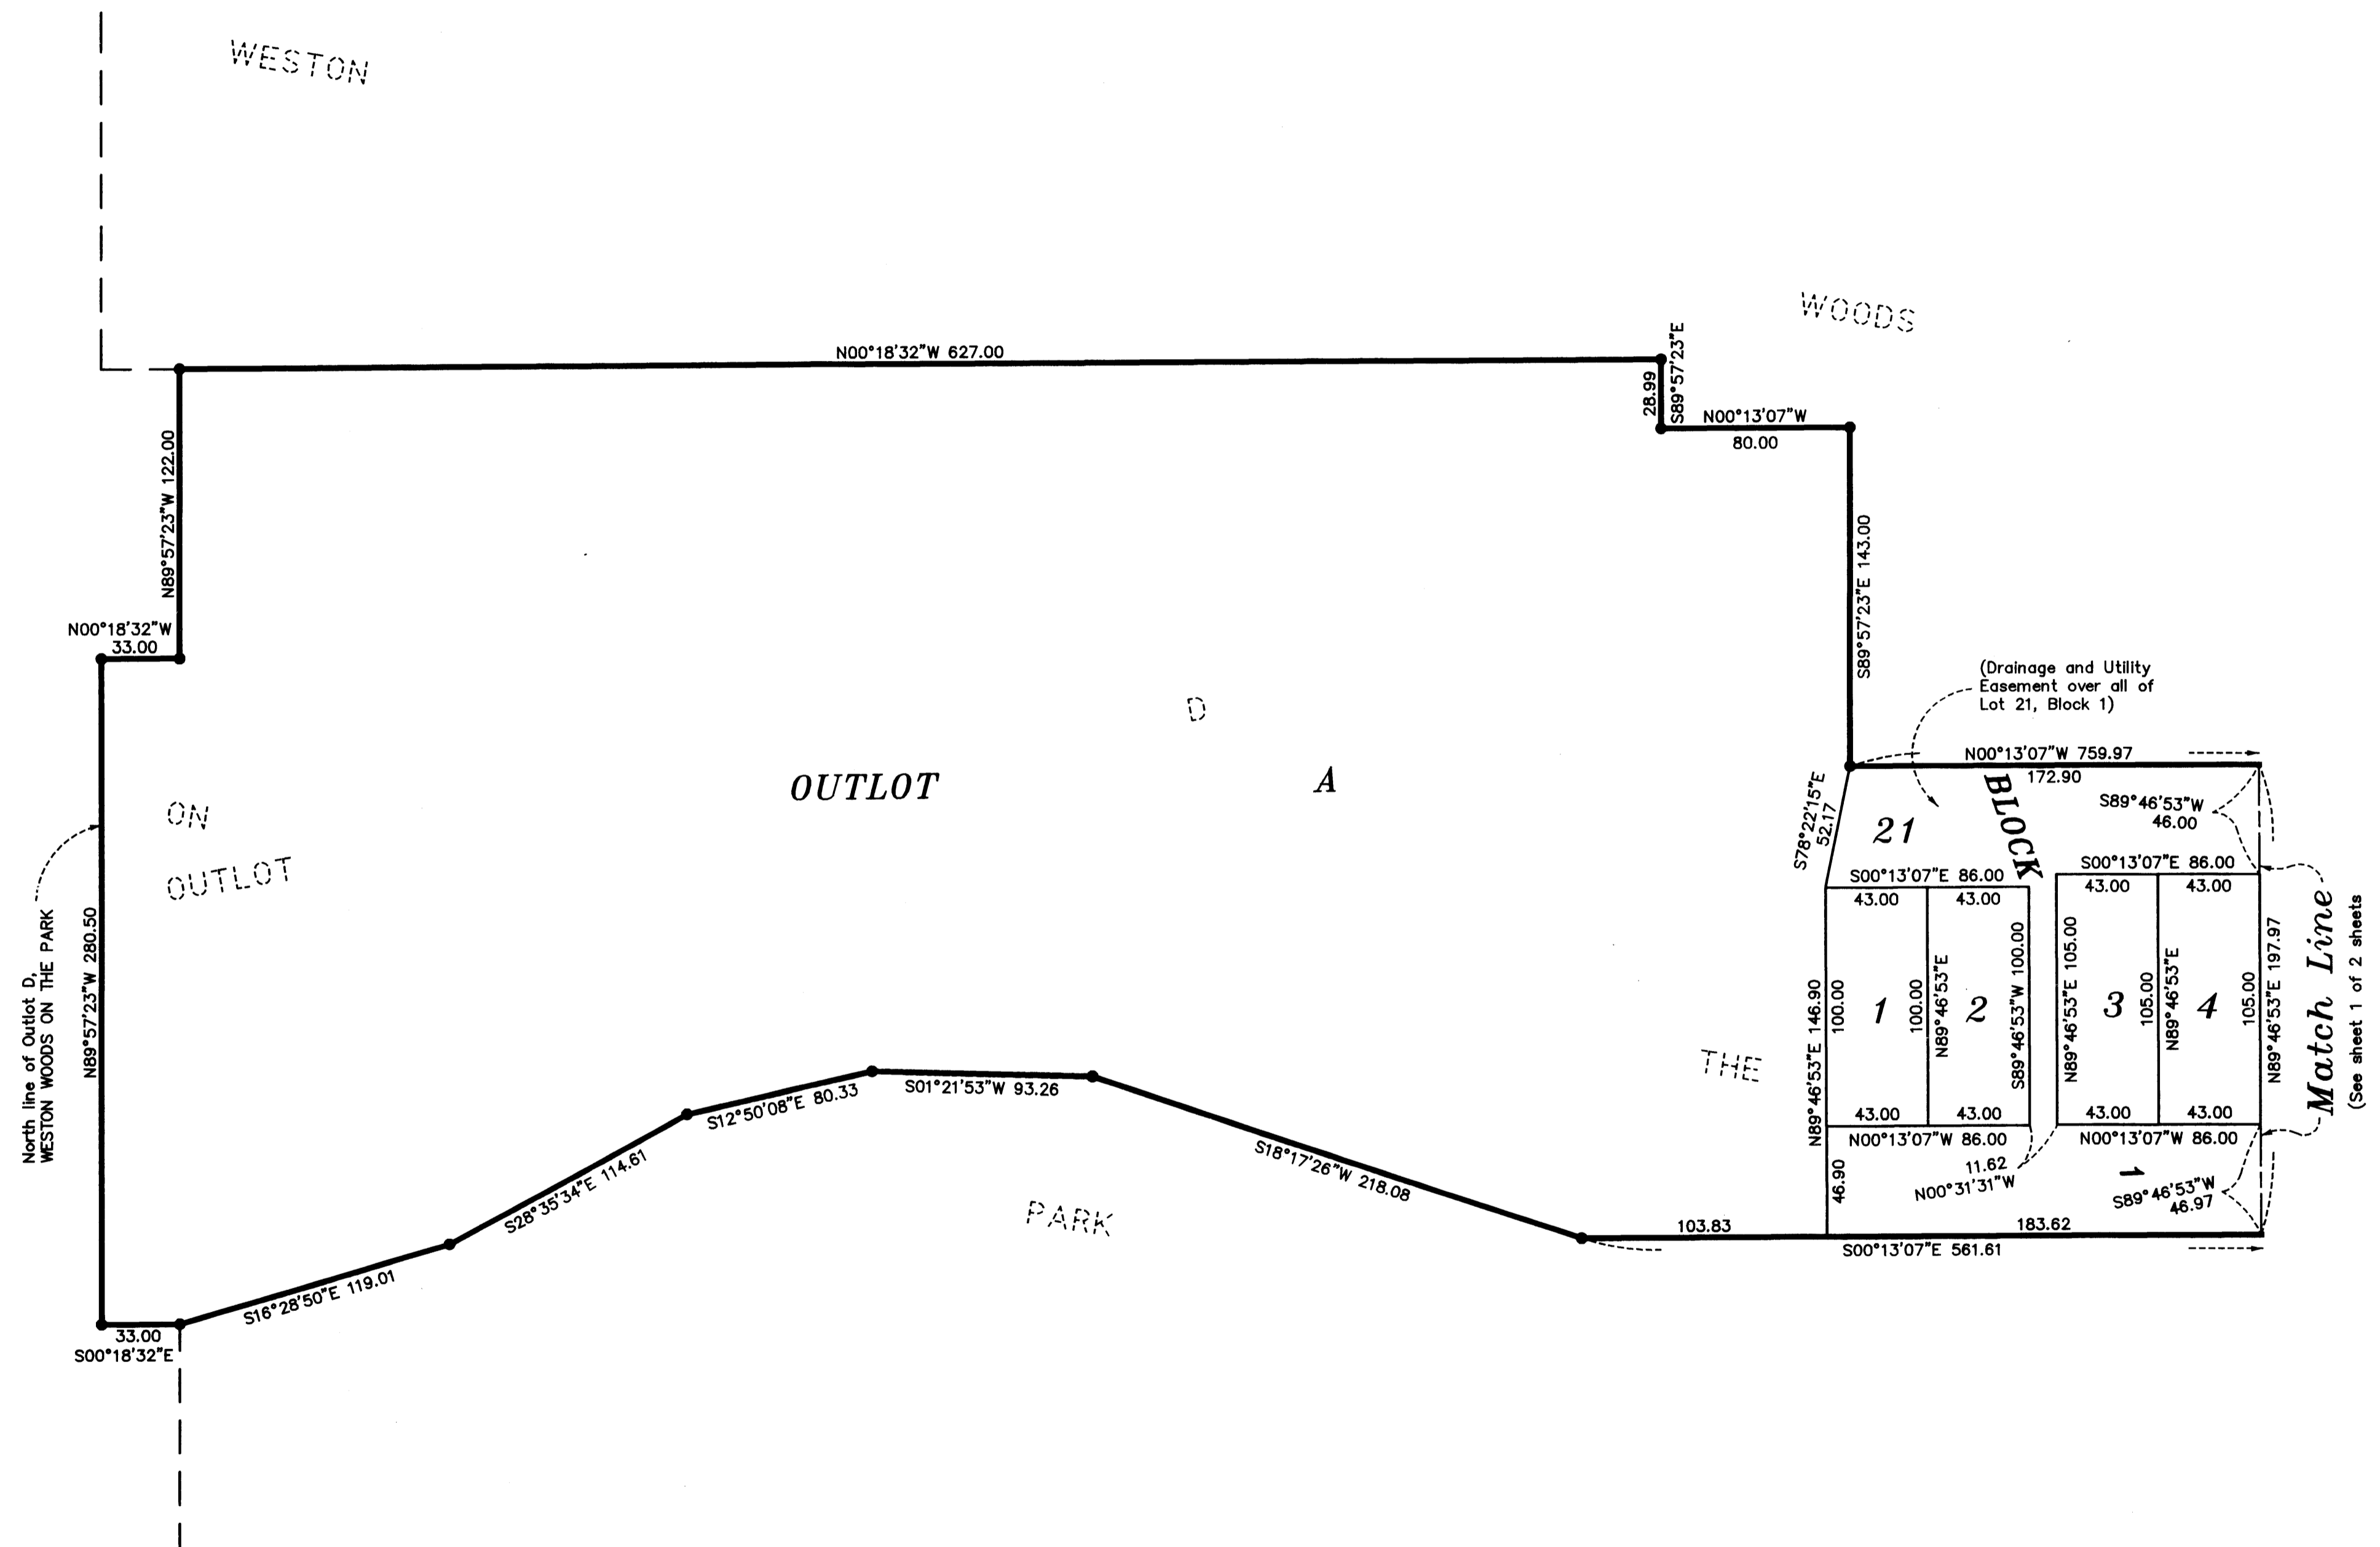 WESTON
WOODS
N00°18'32"W 627.00
28.99
S89°57'23"E
N00°13'07"W
80.00
N89°57'23"W 122.00
S89°57'23"E 143.00
N00°18'32"W
33.00
(Drainage and Utility
Easement over all of
Lot 21, Block 1)
D
OUTLOT A
ON
OUTLOT
N00°13'07"W 759.97
172.90
S78°22'15"E
52.17
21
BLOCK
S89°46'53"W
46.00
S00°13'07"E 86.00
43.00
43.00
S00°13'07"E 86.00
43.00
43.00
North line of Outlot D,
WESTON WOODS ON THE PARK
N89°57'23"W 280.50
N89°46'53"E 146.90
100.00
1
100.00
N89°46'53"E
2
S89°46'53"W 100.00
N89°46'53"E 105.00
3
105.00
N89°46'53"E
4
105.00
N89°46'53"E 197.97
Match Line
(See sheet 1 of 2 sheets
THE
43.00
43.00
43.00
43.00
N00°13'07"W 86.00
N00°13'07"W 86.00
11.62
N00°31'31"W
1
46.90
S89°46'53"W
46.97
S12°50'08"E 80.33
S01°21'53"W 93.26
S28°35'34"E 114.61
S18°17'26"W 218.08
PARK
S16°28'50"E 119.01
103.83
183.62
S00°13'07"E 561.61
33.00
S00°18'32"E